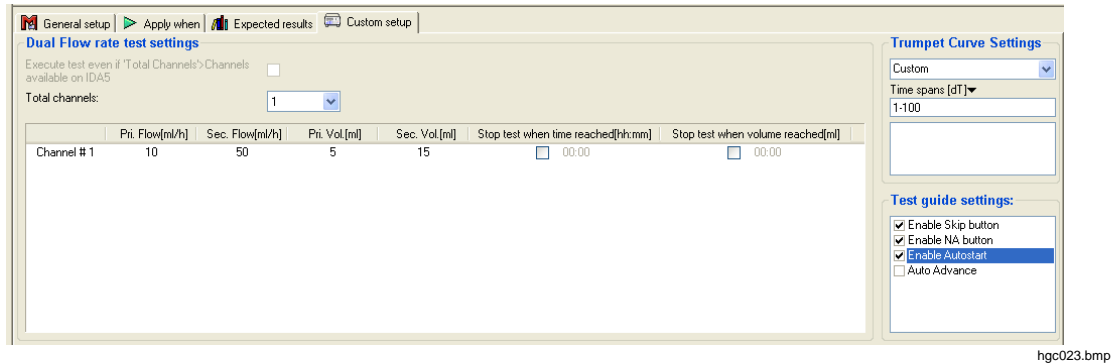 General setup Apply when Expected results Custom setup
Dual Flow rate test settings
Execute test even if 'Total Channels'>Channels
available on IDA5
Total channels: 1
Pri. Flow[ml/h] Sec. Flow[ml/h] Pri. Vol.[ml] Sec. Vol.[ml] Stop test when time reached[hh:mm] Stop test when volume reached[ml]
Channel # 1 10 50 5 15 00:00 00:00
Trumpet Curve Settings
Custom
Time spans [dT]
1-100
Test guide settings:
Enable Skip button
Enable NA button
Enable Autostart
Auto Advance
hgc023.bmp